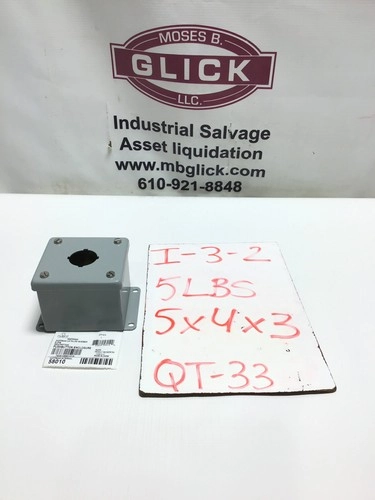 MOSES B.
GLICK
LLC.
Industrial Salvage
Asset liquidation
www.mbglick.com
610-921-8848
I-3-2
5LBS
5x4x3
QT-33
58010